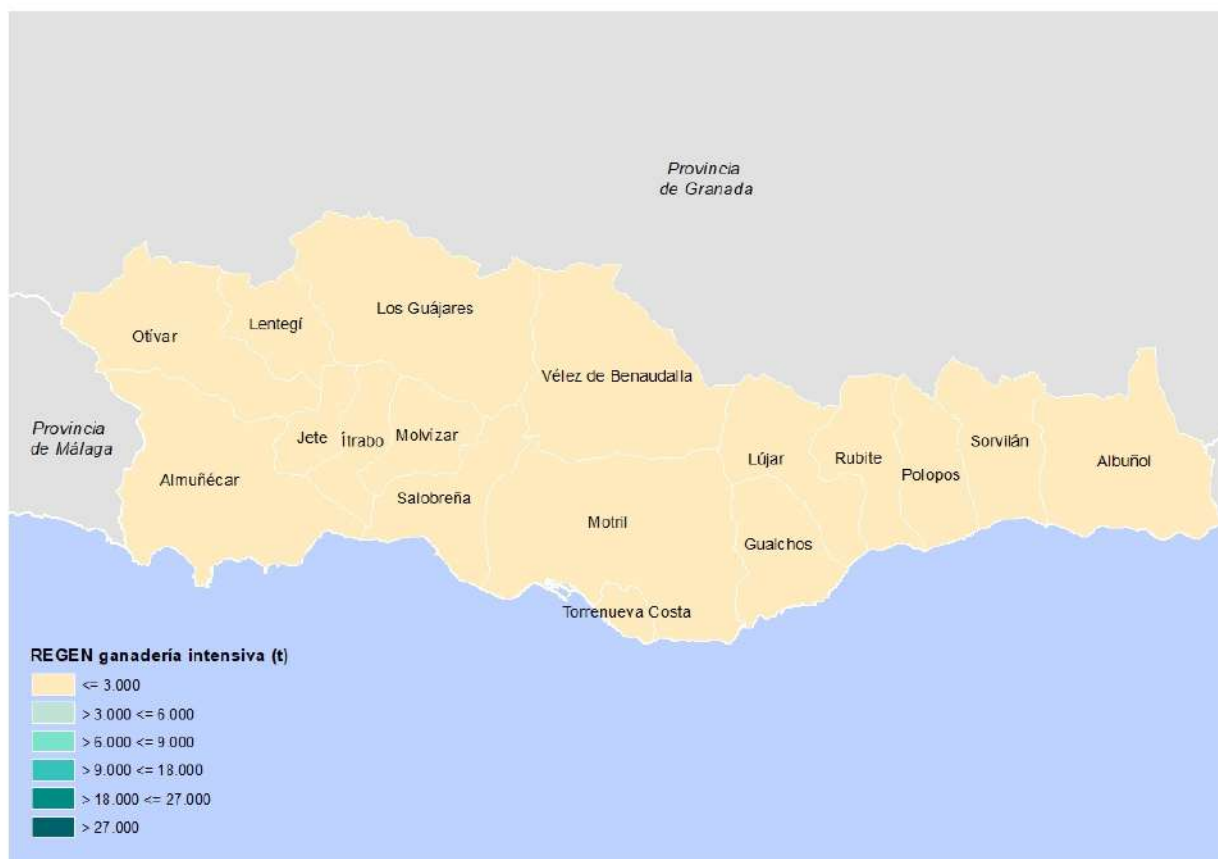 Provincia
de Granada
Los Guájares
Lentegí
Otívar
Vélez de Benaudalla
Provincia
de Málaga
Jete
Ítrabo
Molvízar
Almuñécar
Salobreña
Motril
Lújar
Rubite
Polopos
Sorvilán
Albuñol
Gualchos
Torrenueva Costa
REGEN ganadería intensiva (t)
<= 3.000
> 3.000 <= 6.000
> 6.000 <= 9.000
> 9.000 <= 18.000
> 18.000 <= 27.000
> 27.000